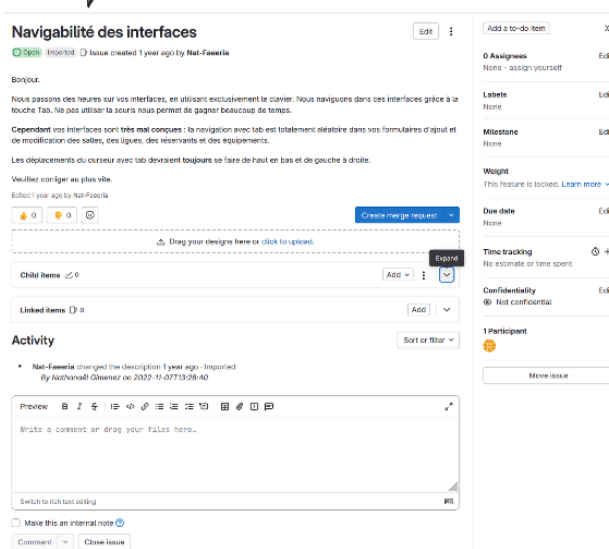 Navigabilité des interfaces
Edit
Open Imported Issue created 1 year ago by Nat-Faeeria
Bonjour.
Nous passons des heures sur vos interfaces, en utilisant exclusivement le clavier. Nous naviguons dans ces interfaces grâce à la
touche Tab. Ne pas utiliser la souris nous permet de gagner beaucoup de temps.
Cependant vos interfaces sont très mal conçues : la navigation avec tab est totalement aléatoire dans vos formulaires d'ajout et
de modification des salles, des ligues, des réservants et des équipements.
Les déplacements du curseur avec tab devraient toujours se faire de haut en bas et de gauche à droite.
Veuillez corriger au plus vite.
Edited 1 year ago by Nat-Faeeria
0 0
Create merge request
Drag your designs here or click to upload.
Expand
Child items 0
Add
Linked items 0
Add
Activity
Sort or filter
Nat-Faeeria changed the description 1 year ago · Imported
By Nathanaël Gimenez on 2022-11-07T13:28:40
Preview B I S
Write a comment or drag your files here…
Switch to rich text editing
Make this an internal note
Comment
Close issue
Add a to-do item
0 Assignees
Edi
None - assign yourself
Labels
Edi
None
Milestone
Edi
None
Weight
This feature is locked. Learn more
Due date
Edi
None
Time tracking
No estimate or time spent
Confidentiality
Edi
Not confidential
1 Participant
Move issue